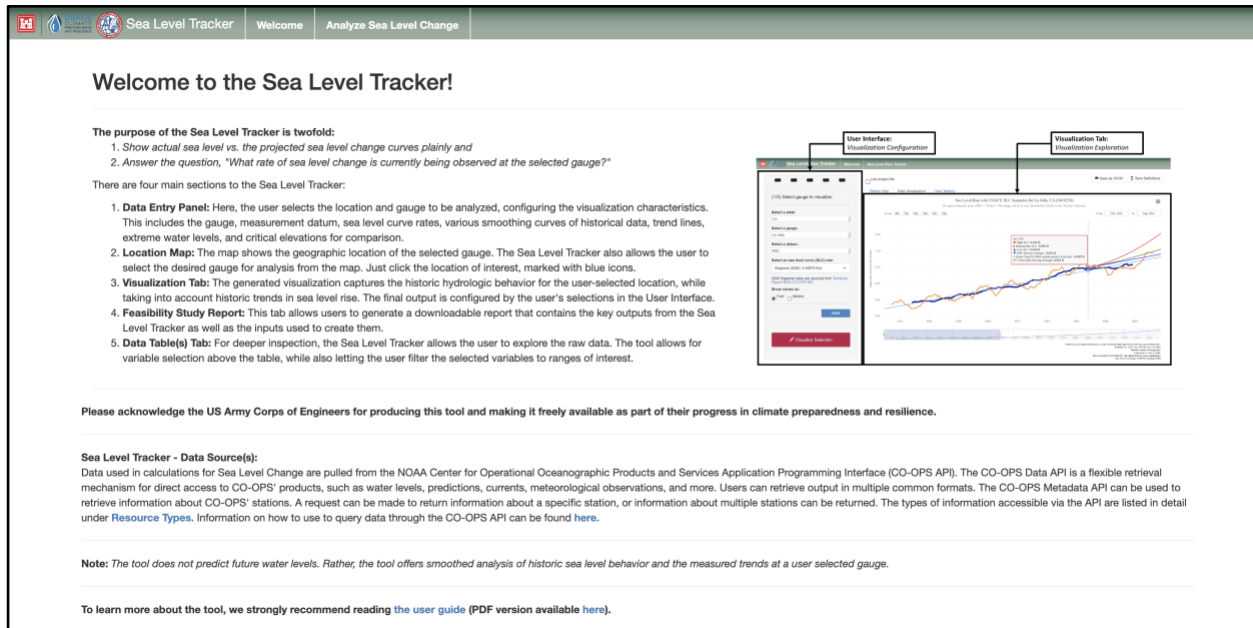 Sea Level Tracker
Welcome
Analyze Sea Level Change
Welcome to the Sea Level Tracker!
The purpose of the Sea Level Tracker is twofold:
1. Show actual sea level vs. the projected sea level change curves plainly and
2. Answer the question, "What rate of sea level change is currently being observed at the selected gauge?"
There are four main sections to the Sea Level Tracker:
1. Data Entry Panel: Here, the user selects the location and gauge to be analyzed, configuring the visualization characteristics.
This includes the gauge, measurement datum, sea level curve rates, various smoothing curves of historical data, trend lines,
extreme water levels, and critical elevations for comparison.
2. Location Map: The map shows the geographic location of the selected gauge. The Sea Level Tracker also allows the user to
select the desired gauge for analysis from the map. Just click the location of interest, marked with blue icons.
3. Visualization Tab: The generated visualization captures the historic hydrologic behavior for the user-selected location, while
taking into account historic trends in sea level rise. The final output is configured by the user's selections in the User Interface.
4. Feasibility Study Report: This tab allows users to generate a downloadable report that contains the key outputs from the Sea
Level Tracker as well as the inputs used to create them.
5. Data Table(s) Tab: For deeper inspection, the Sea Level Tracker allows the user to explore the raw data. The tool allows for
variable selection above the table, while also letting the user filter the selected variables to ranges of interest.
User Interface:
Visualization Configuration
Visualization Tab:
Visualization Exploration
Select a state:
Select a gauge:
Select a datum:
Visualize Selection
Please acknowledge the US Army Corps of Engineers for producing this tool and making it freely available as part of their progress in climate preparedness and resilience.
Sea Level Tracker - Data Source(s):
Data used in calculations for Sea Level Change are pulled from the NOAA Center for Operational Oceanographic Products and Services Application Programming Interface (CO-OPS API). The CO-OPS Data API is a flexible retrieval
mechanism for direct access to CO-OPS' products, such as water levels, predictions, currents, meteorological observations, and more. Users can retrieve output in multiple common formats. The CO-OPS Metadata API can be used to
retrieve information about CO-OPS' stations. A request can be made to return information about a specific station, or information about multiple stations can be returned. The types of information accessible via the API are listed in detail
under Resource Types. Information on how to use to query data through the CO-OPS API can be found here.
Note: The tool does not predict future water levels. Rather, the tool offers smoothed analysis of historic sea level behavior and the measured trends at a user selected gauge.
To learn more about the tool, we strongly recommend reading the user guide (PDF version available here).